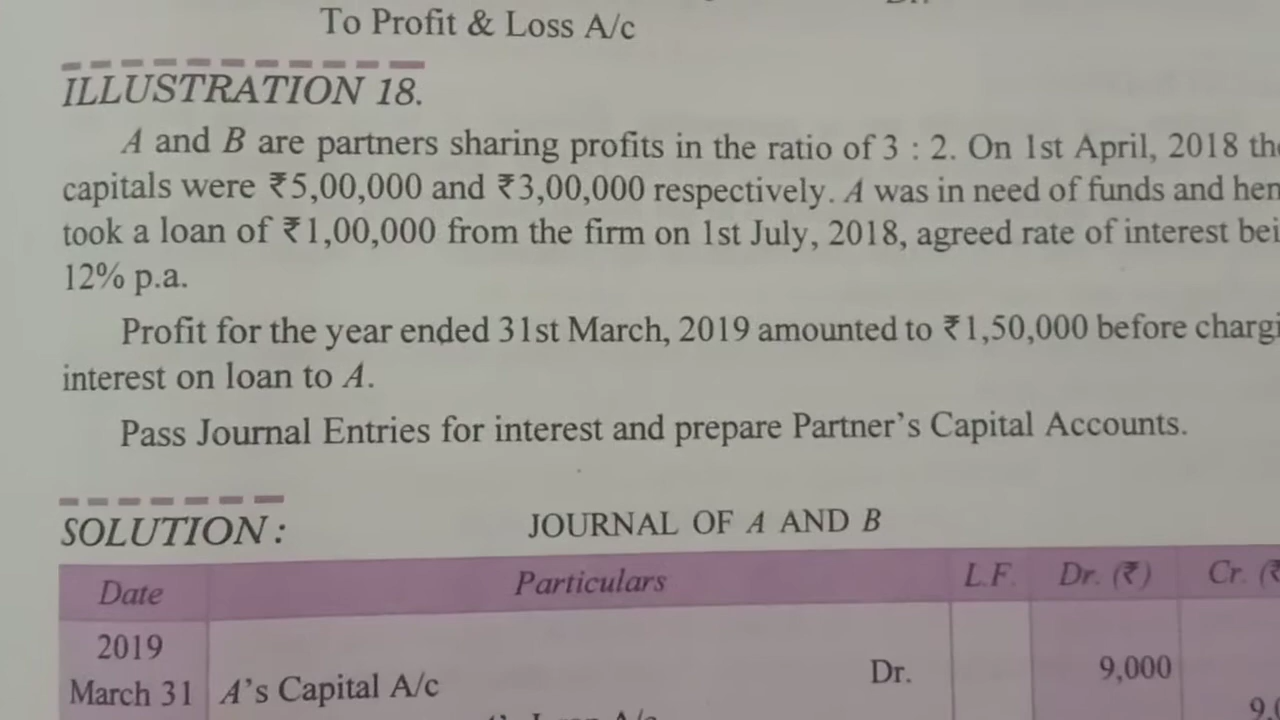 To Profit & Loss A/c
ILLUSTRATION 18.
A and B are partners sharing profits in the ratio of 3 : 2. On 1st April, 2018
capitals were ₹5,00,000 and ₹3,00,000 respectively. A was in need of funds and
took a loan of ₹1,00,000 from the firm on 1st July, 2018, agreed rate of interest
12% p.a.
Profit for the year ended 31st March, 2019 amounted to ₹1,50,000 before
interest on loan to A.
Pass Journal Entries for interest and prepare Partner's Capital Accounts.
SOLUTION :
JOURNAL OF A AND B
Date Particulars L.F. Dr. (₹) Cr. (₹
2019
March 31 A's Capital A/c Dr. 9,000